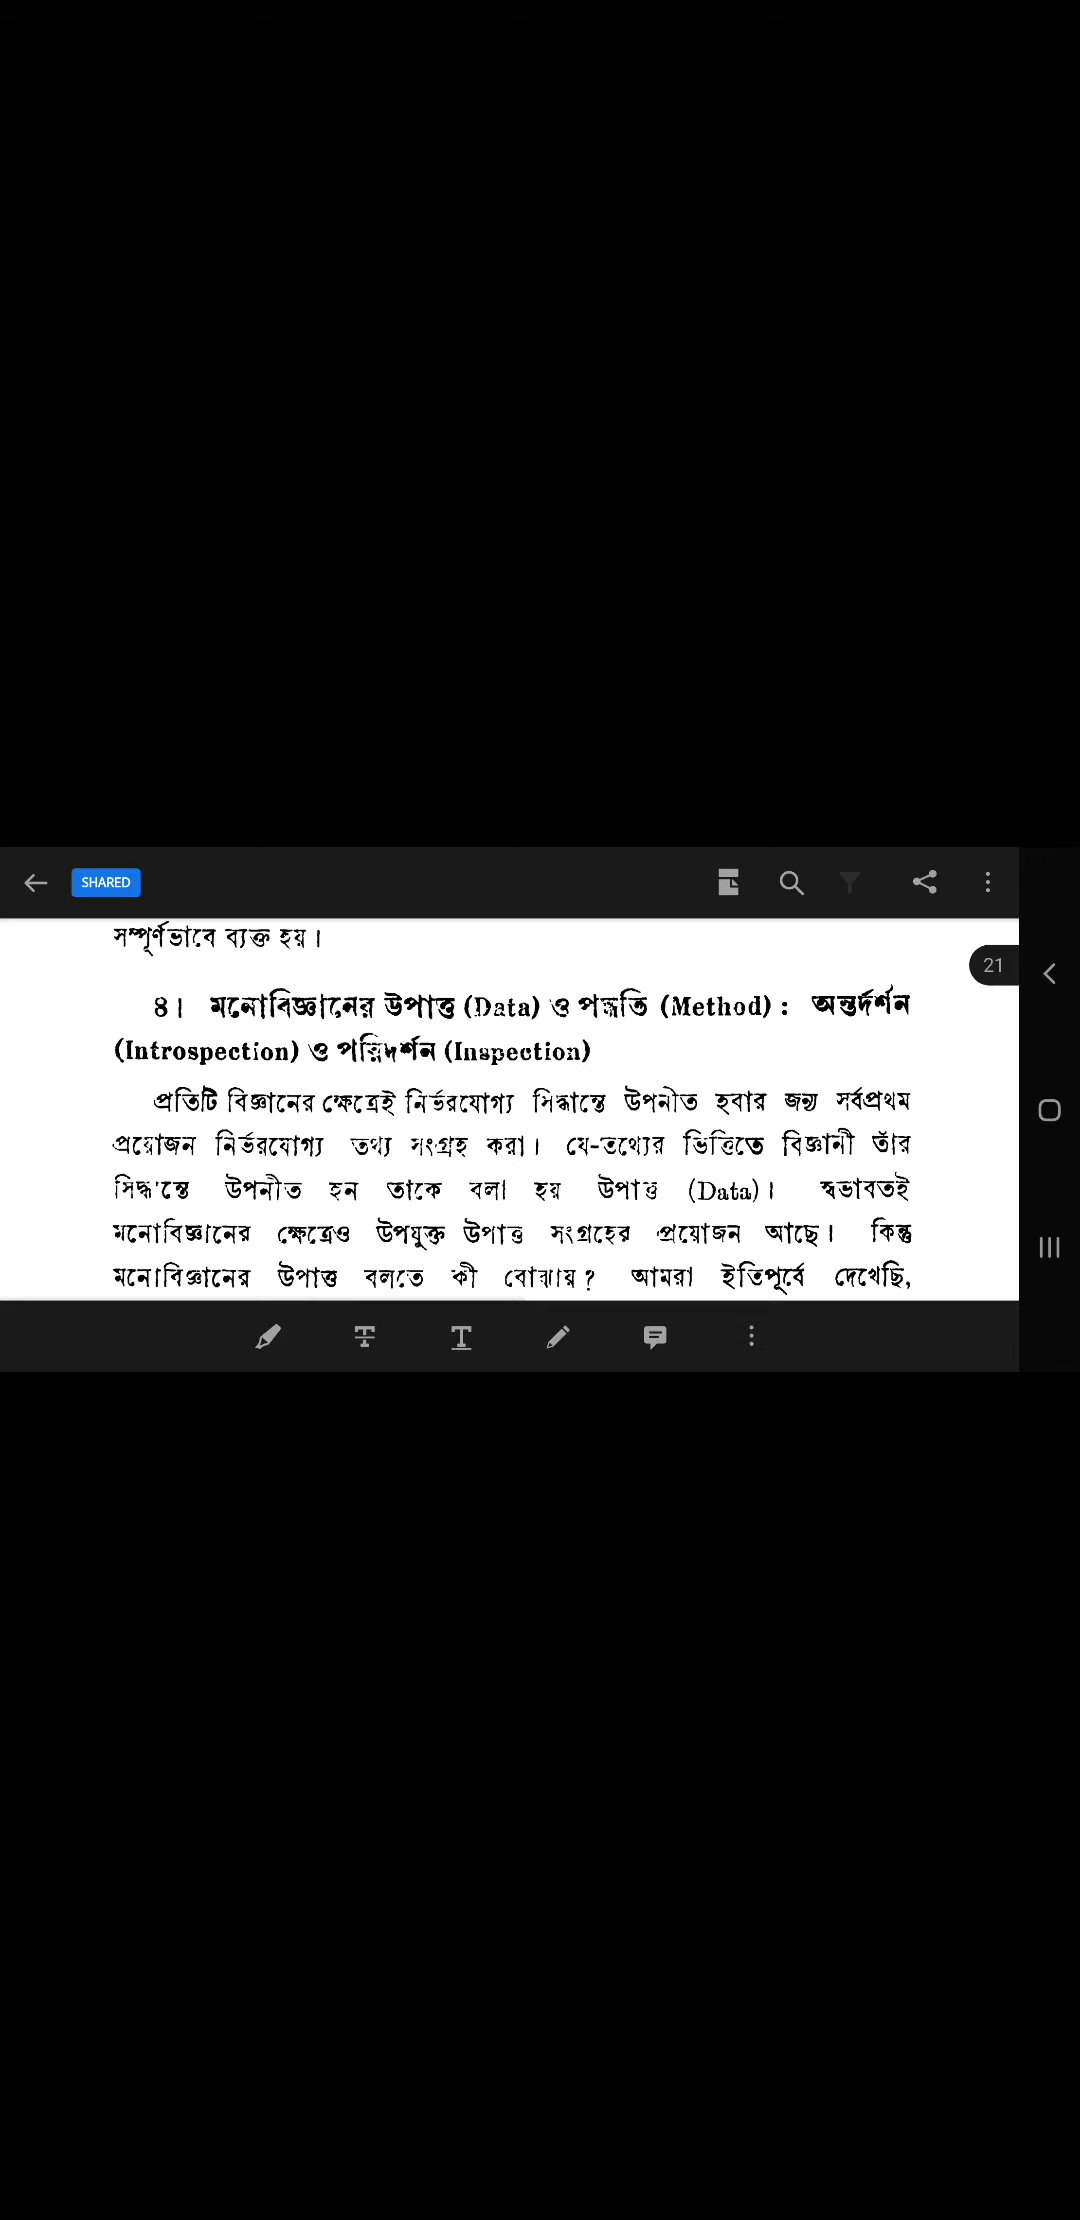 SHARED
সম্পূর্ণভাবে ব্যক্ত হয়।
21
৪। মনোবিজ্ঞানের উপাত্ত (Data) ও পদ্ধতি (Method) : অন্তর্দর্শন
(Introspection) ও পরিদর্শন (Inspection)
প্রতিটি বিজ্ঞানের ক্ষেত্রেই নির্ভরযোগ্য সিদ্ধান্তে উপনীত হবার জন্য সর্বপ্রথম
প্রয়োজন নির্ভরযোগ্য তথ্য সংগ্রহ করা। যে-তথ্যের ভিত্তিতে বিজ্ঞানী তাঁর
সিদ্ধান্তে উপনীত হন তাকে বলা হয় উপাত্ত (Data)। স্বভাবতই
মনোবিজ্ঞানের ক্ষেত্রেও উপযুক্ত উপাত্ত সংগ্রহের প্রয়োজন আছে। কিন্তু
মনোবিজ্ঞানের উপাত্ত বলতে কী বোঝায়? আমরা ইতিপূর্বে দেখেছি,